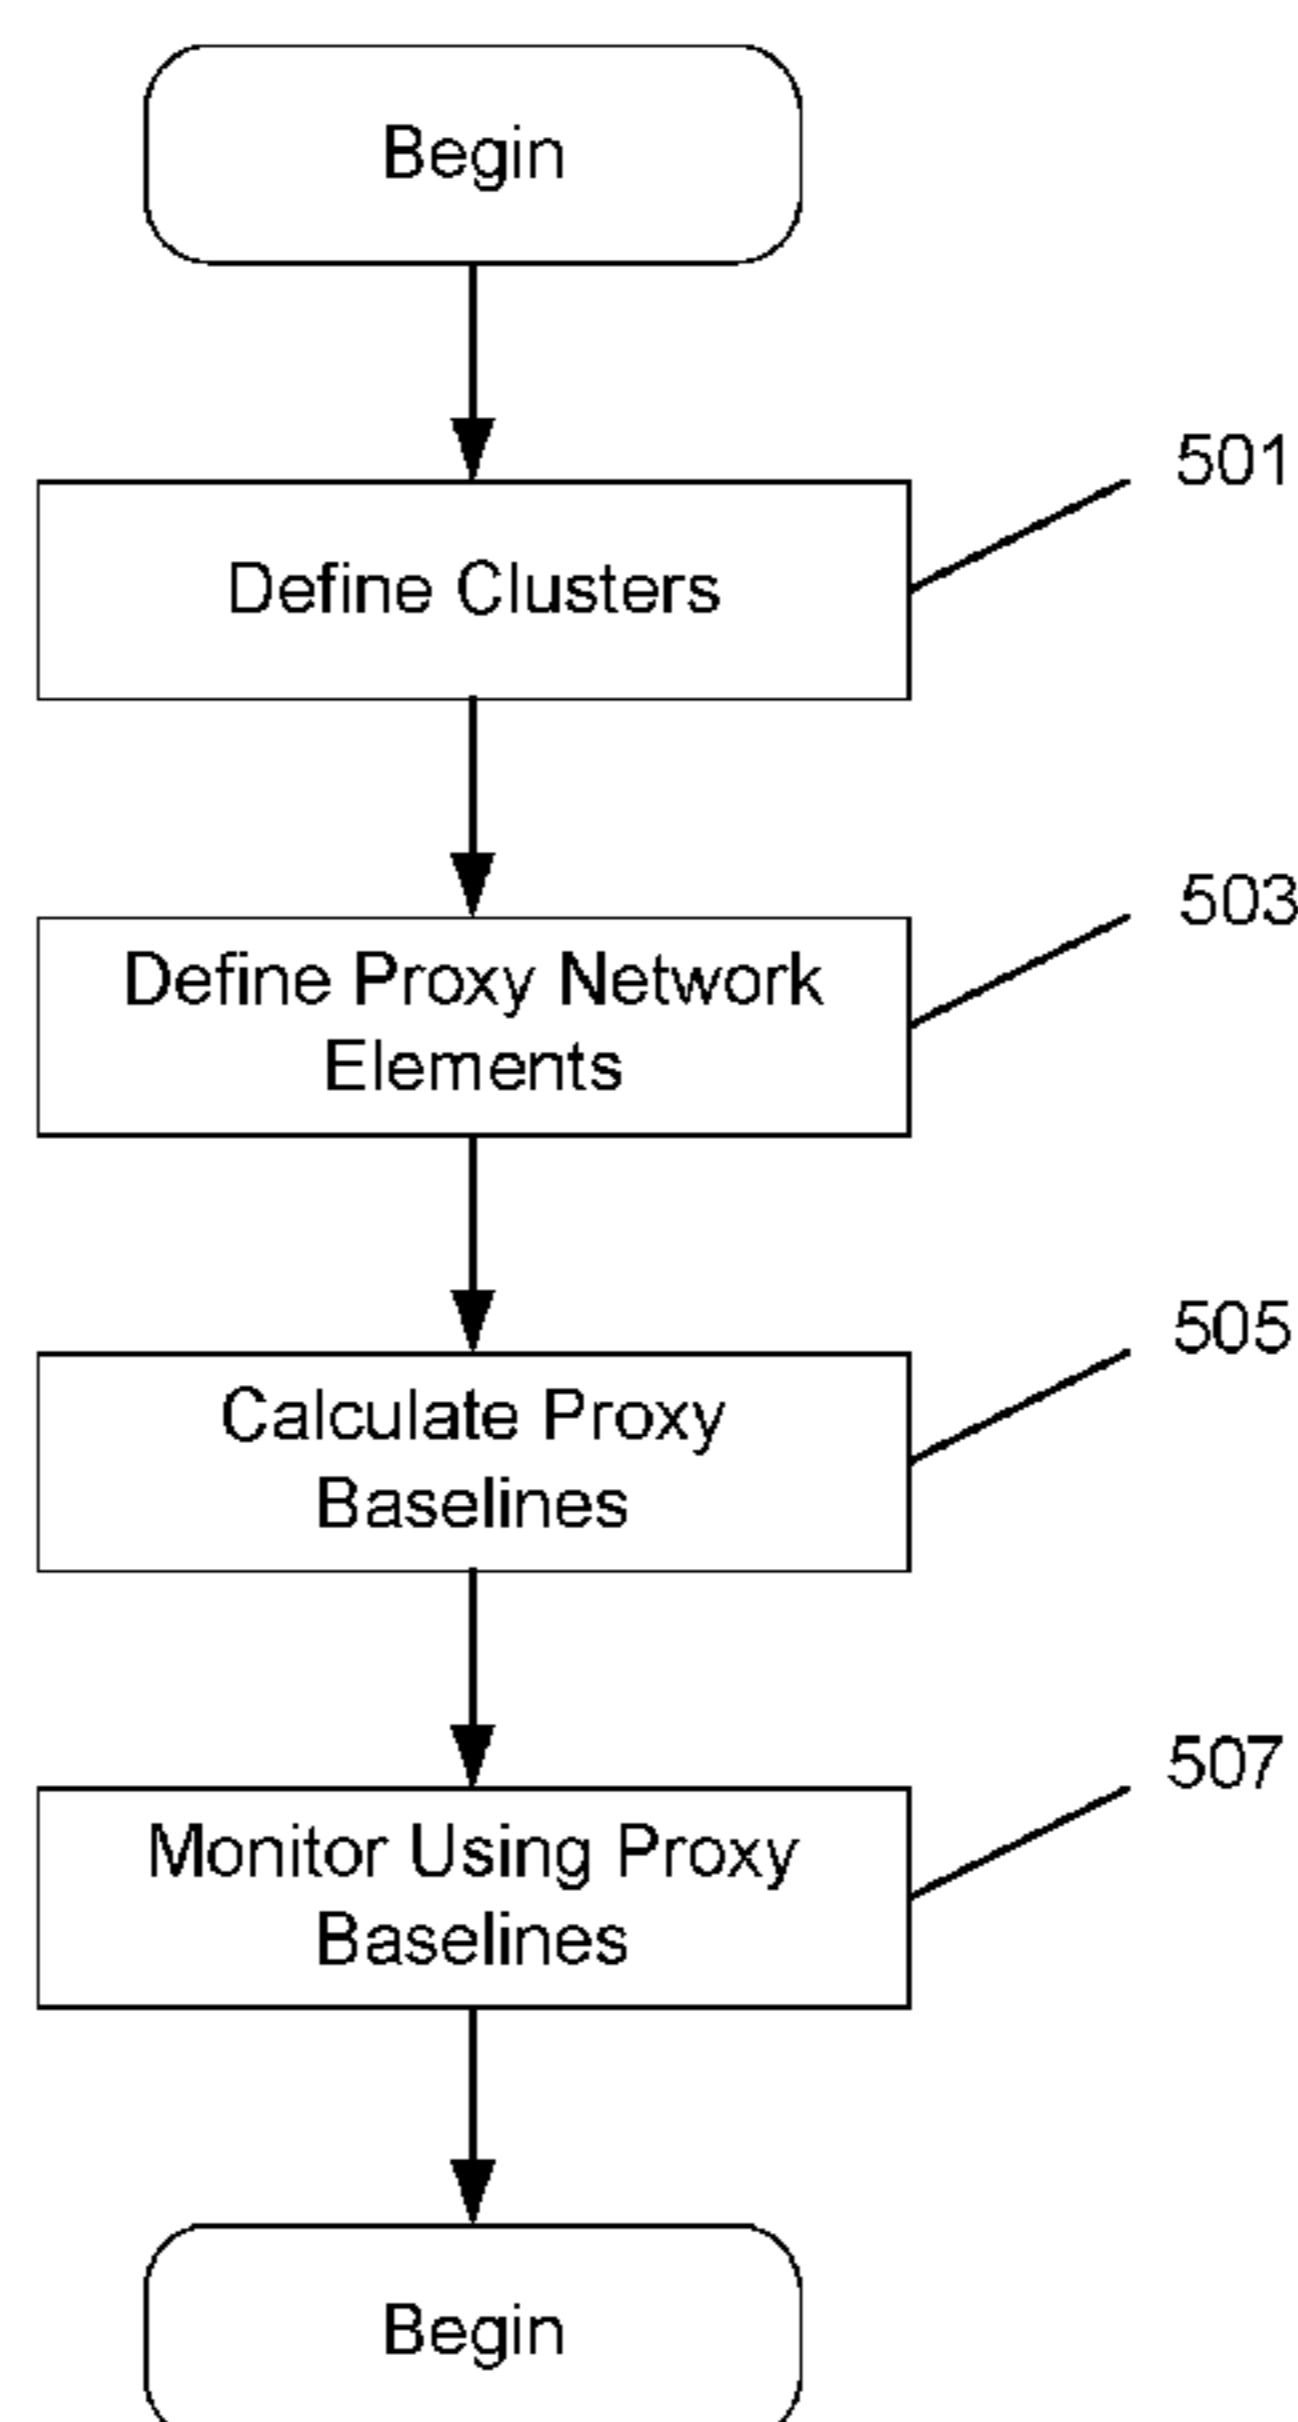 Begin
501
Define Clusters
503
Define Proxy Network
Elements
505
Calculate Proxy
Baselines
507
Monitor Using Proxy
Baselines
Begin